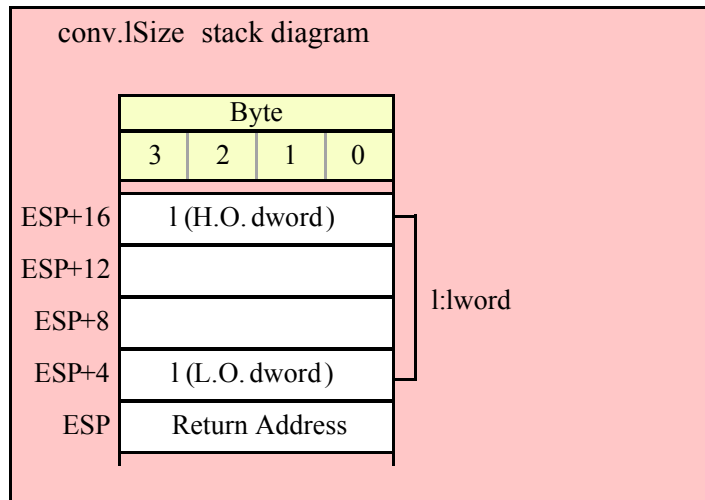 conv.lSize stack diagram
Byte
3 2 1 0
ESP+16 l (H.O. dword)
ESP+12
l:lword
ESP+8
ESP+4 l (L.O. dword)
ESP Return Address